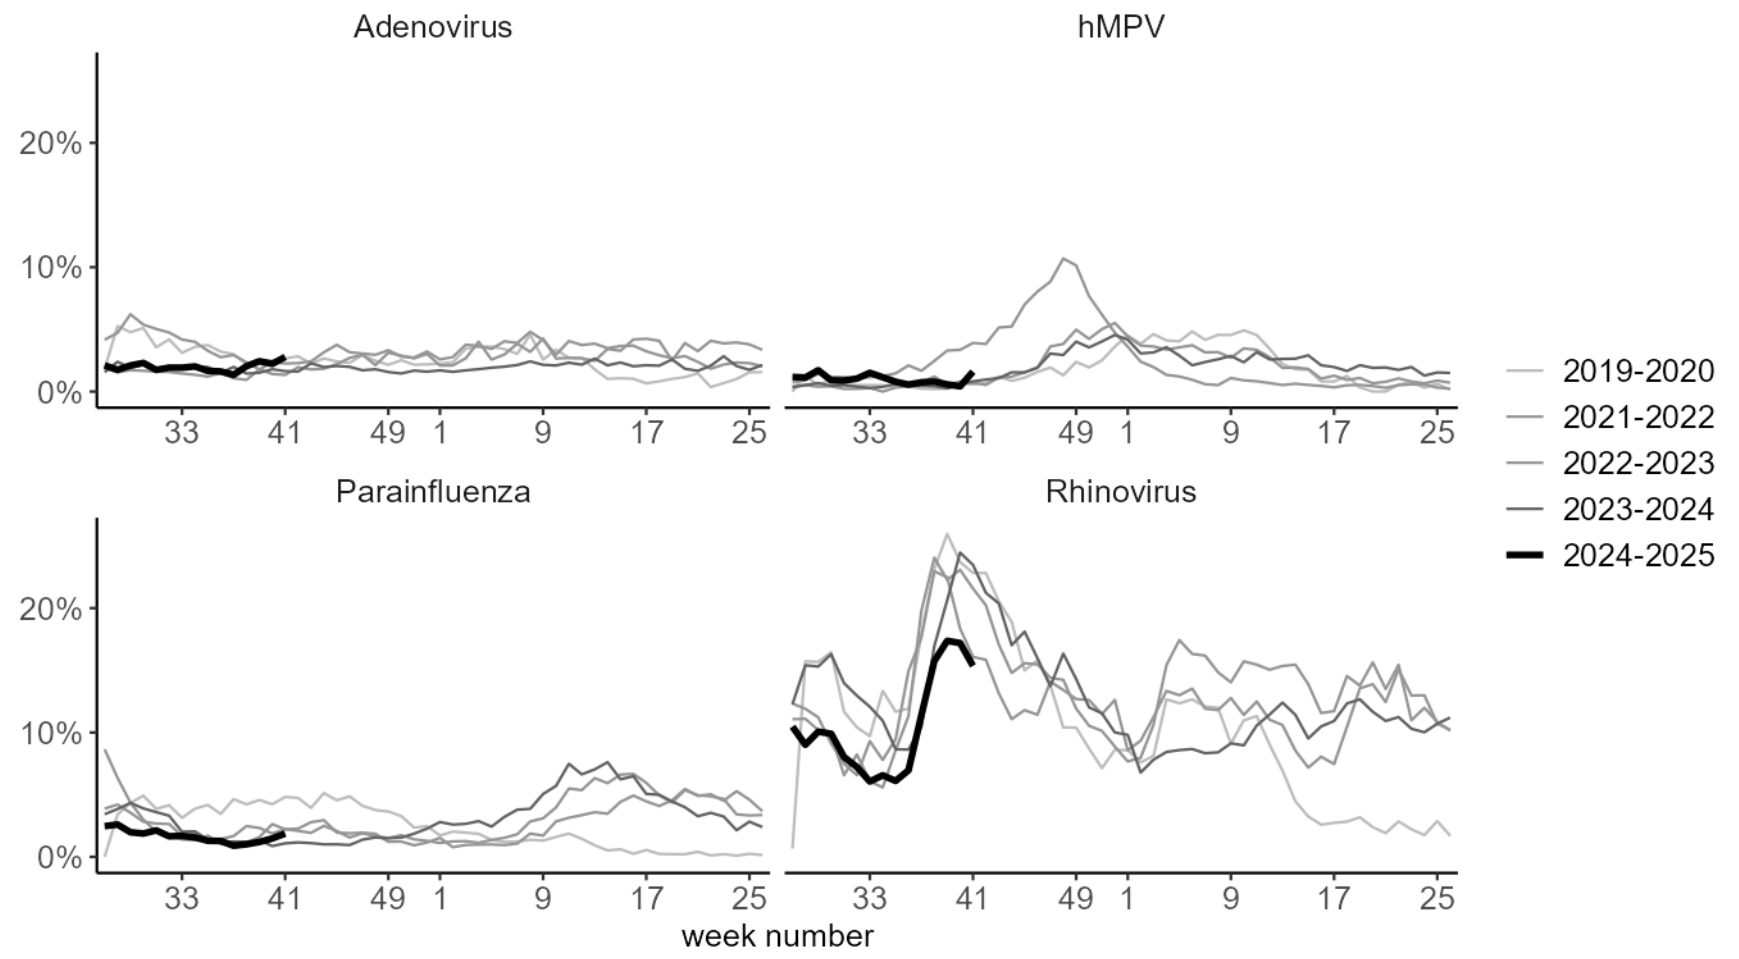 Adenovirus
hMPV
20%
10%
0%
33 41 49 1 9 17 25
33 41 49 1 9 17 25
Parainfluenza
Rhinovirus
20%
10%
0%
33 41 49 1 9 17 25
33 41 49 1 9 17 25
week number
2019-2020
2021-2022
2022-2023
2023-2024
2024-2025